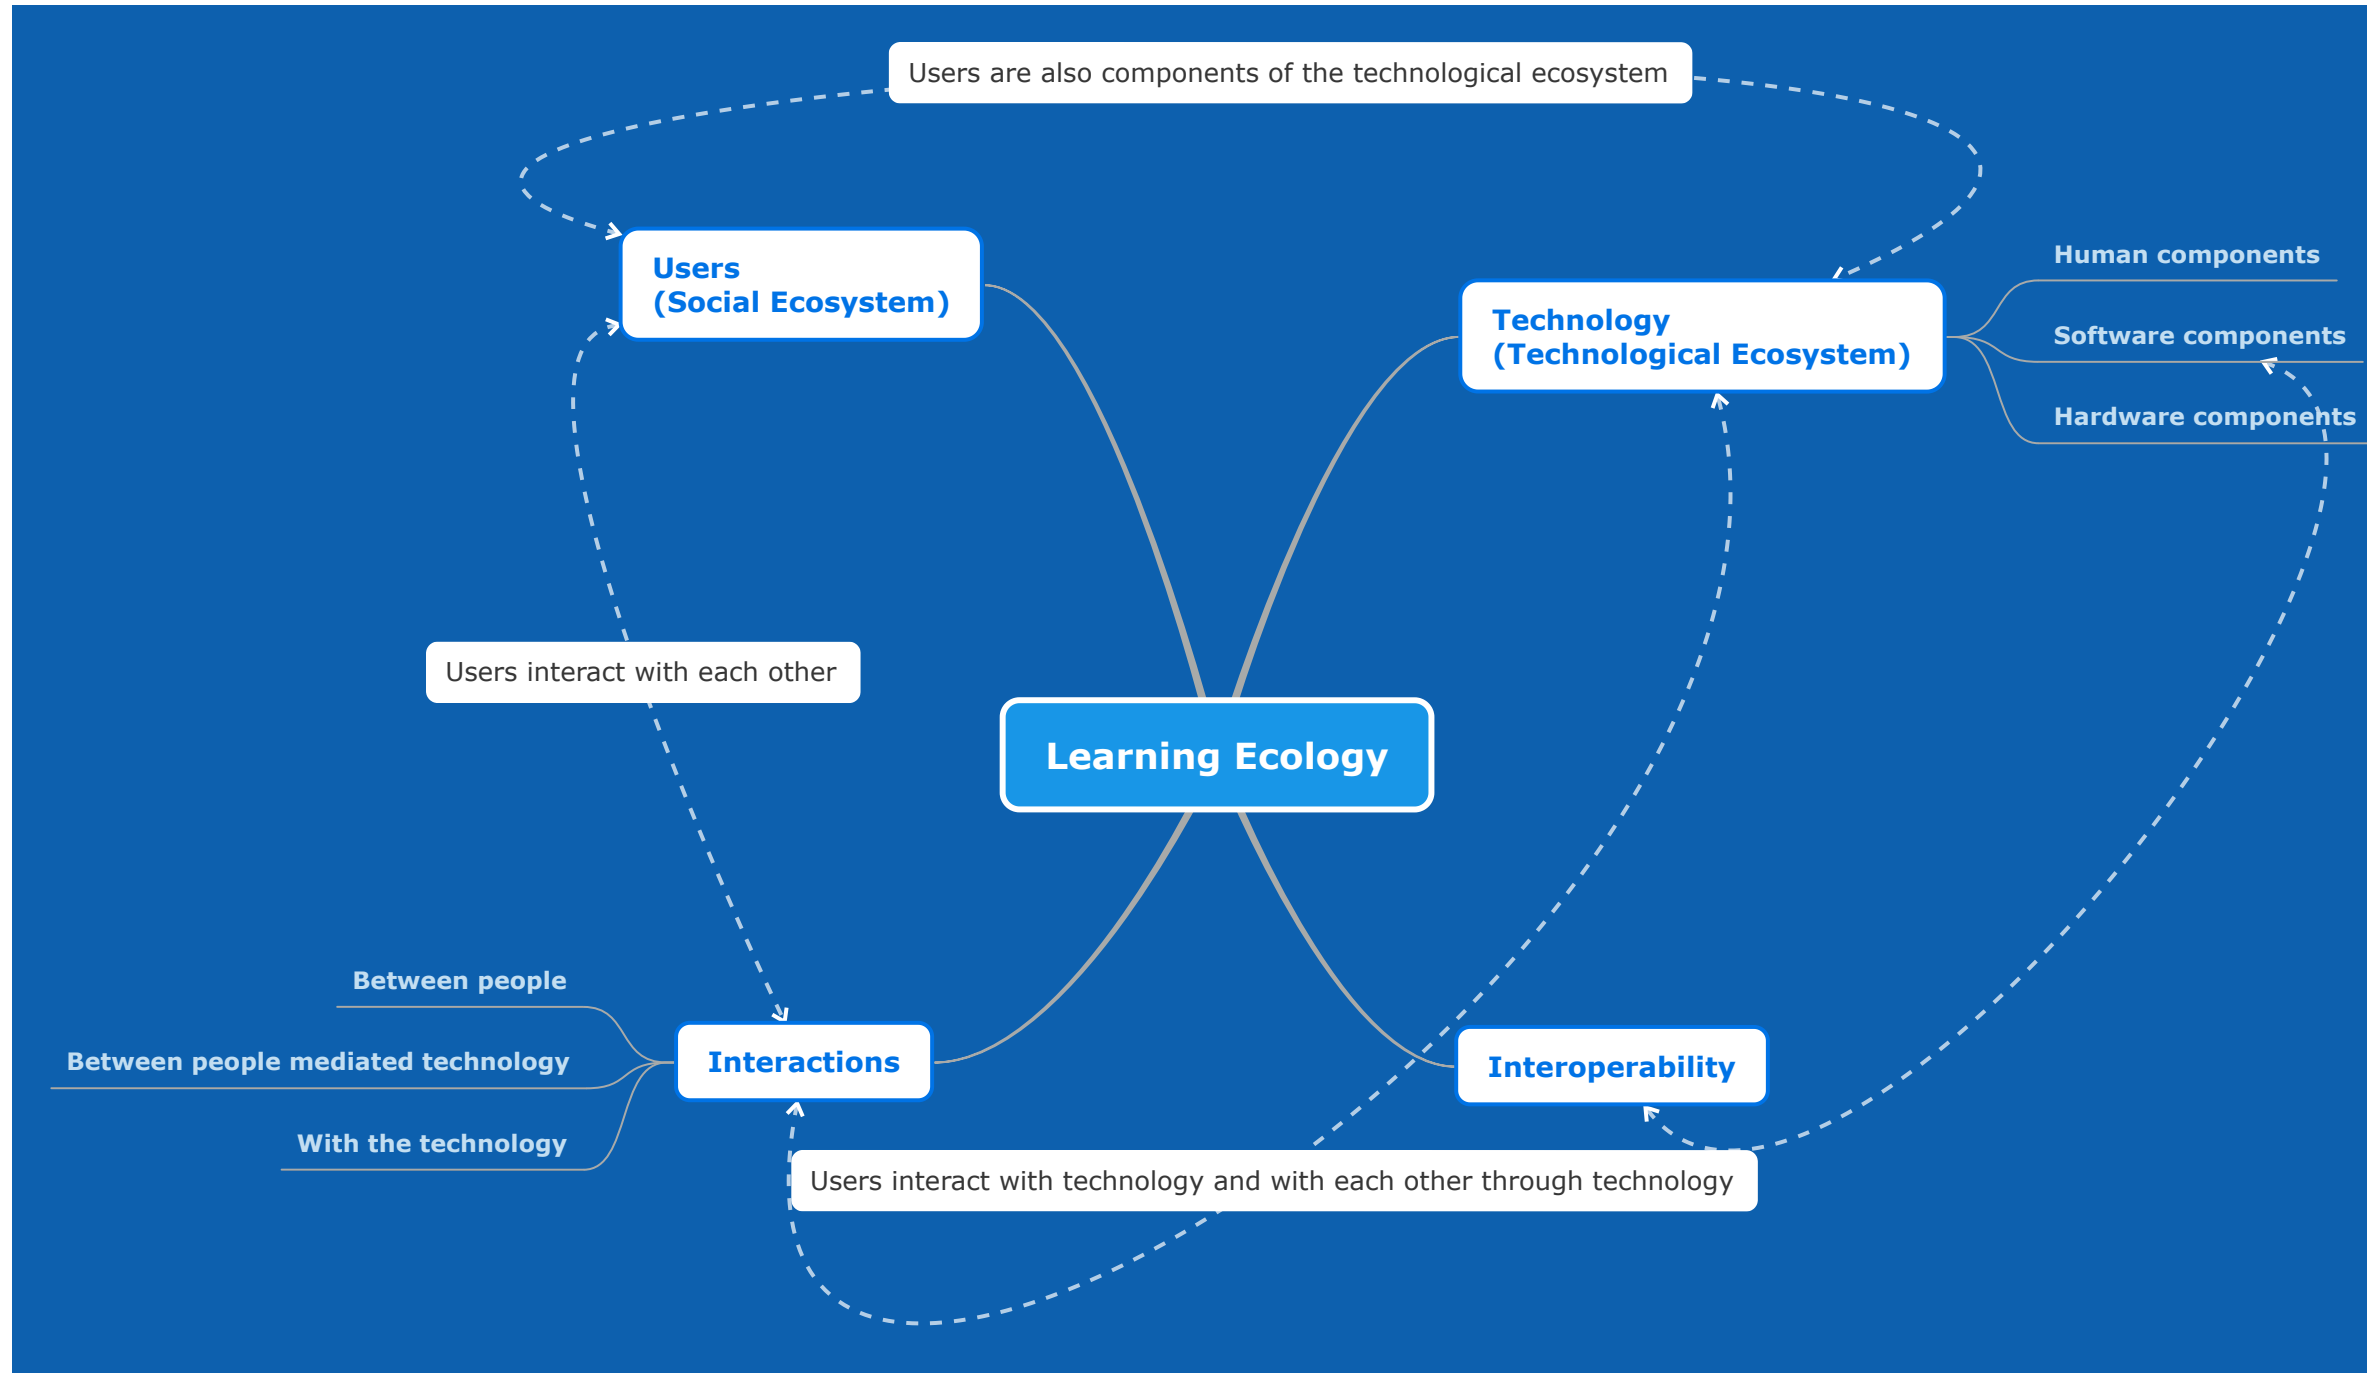 Users are also components of the technological ecosystem
Users
(Social Ecosystem)
Technology
(Technological Ecosystem)
Human components
Software components
Hardware components
Users interact with each other
Learning Ecology
Between people
Between people mediated technology
With the technology
Interactions
Interoperability
Users interact with technology and with each other through technology